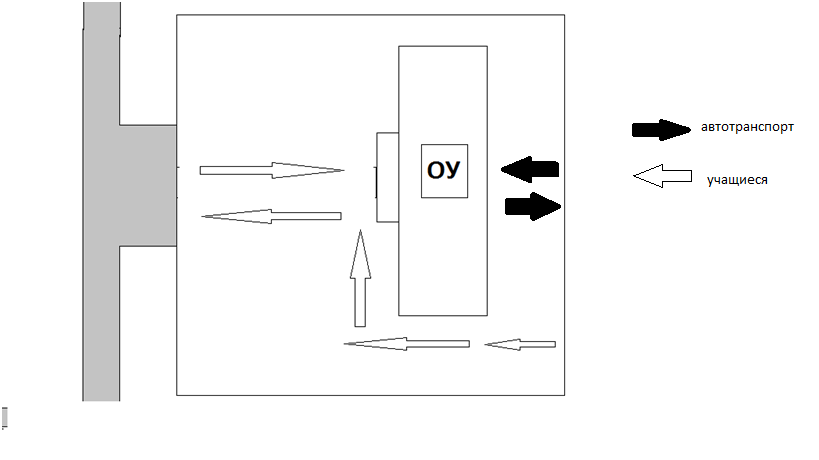 ОУ
автотранспорт
учащиеся